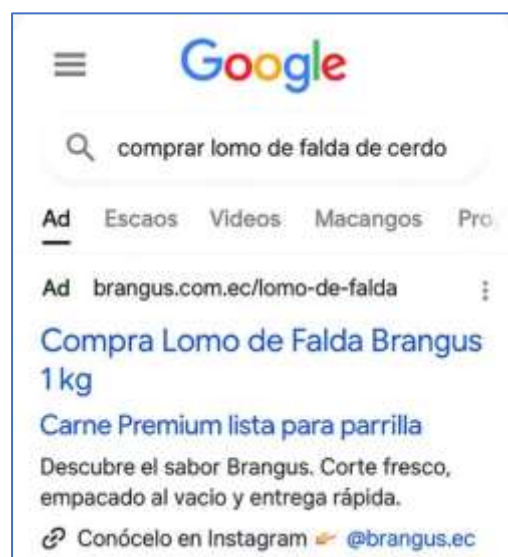 Google
comprar lomo de falda de cerdo
Ad Escaos Videos Macangos Pro
Ad brangus.com.ec/lomo-de-falda
Compra Lomo de Falda Brangus
1 kg
Carne Premium lista para parrilla
Descubre el sabor Brangus. Corte fresco,
empacado al vacio y entrega rápida.
Conócelo en Instagram @brangus.ec